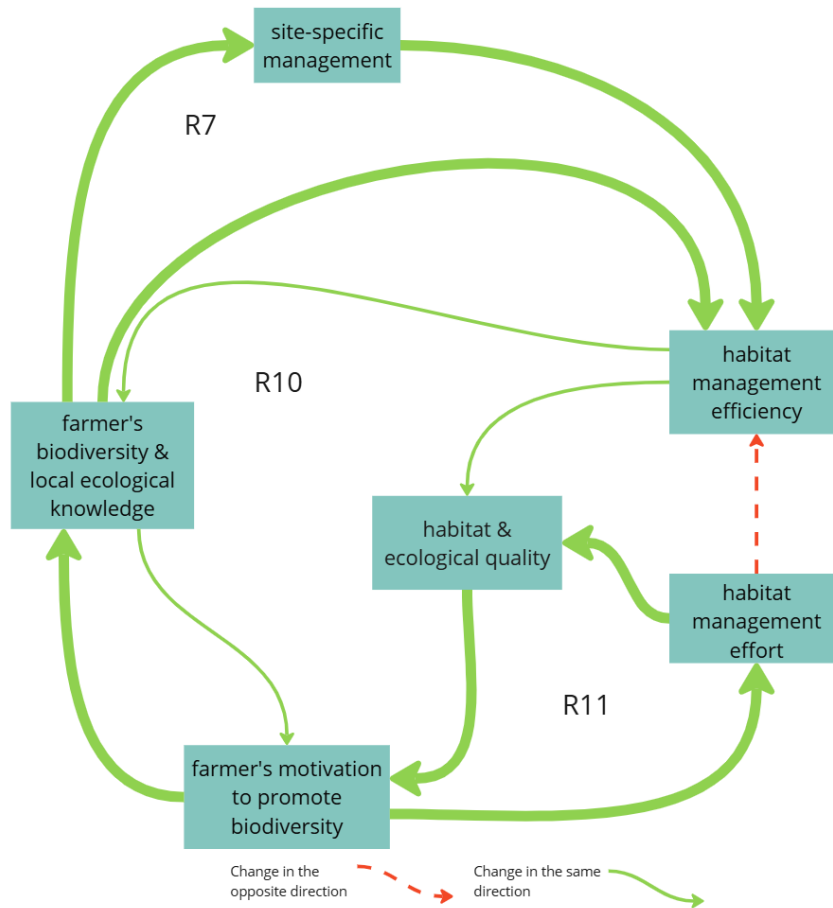 site-specific
management
R7
R10
habitat
management
efficiency
farmer's
biodiversity &
local ecological
knowledge
habitat &
ecological quality
habitat
management
effort
R11
farmer's motivation
to promote
biodiversity
Change in the
opposite direction
Change in the same
direction